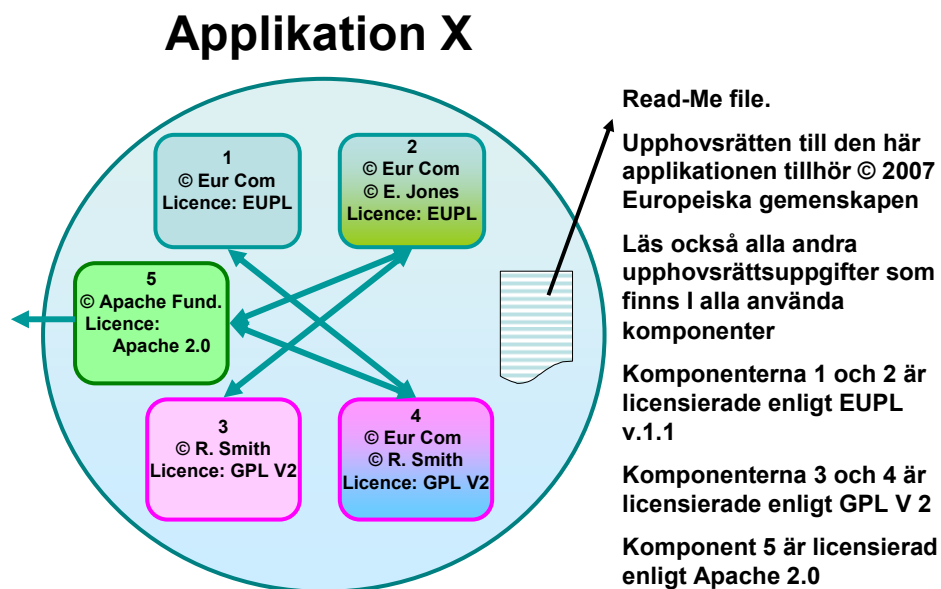 Applikation X
1
© Eur Com
Licence: EUPL
2
© Eur Com
© E. Jones
Licence: EUPL
5
© Apache Fund.
Licence:
Apache 2.0
3
© R. Smith
Licence: GPL V2
4
© Eur Com
© R. Smith
Licence: GPL V2
Read-Me file.
Upphovsrätten till den här
applikationen tillhör © 2007
Europeiska gemenskapen
Läs också alla andra
upphovsrättsuppgifter som
finns I alla använda
komponenter
Komponenterna 1 och 2 är
licensierade enligt EUPL
v.1.1
Komponenterna 3 och 4 är
licensierade enligt GPL V 2
Komponent 5 är licensierad
enligt Apache 2.0